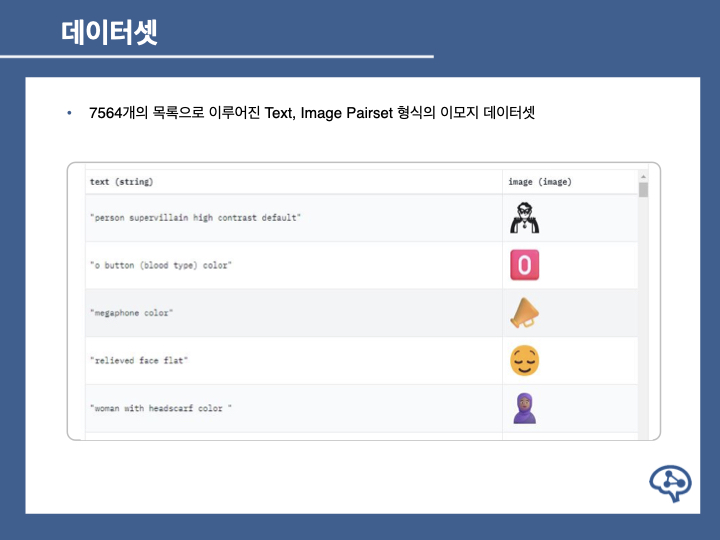 데이터셋
• 7564개의 목록으로 이루어진 Text, Image Pairset 형식의 이모지 데이터셋
text (string) image (image)
"person supervillain high contrast default"
"o button (blood type) color" O
"megaphone color"
"relieved face flat"
"woman with headscarf color "